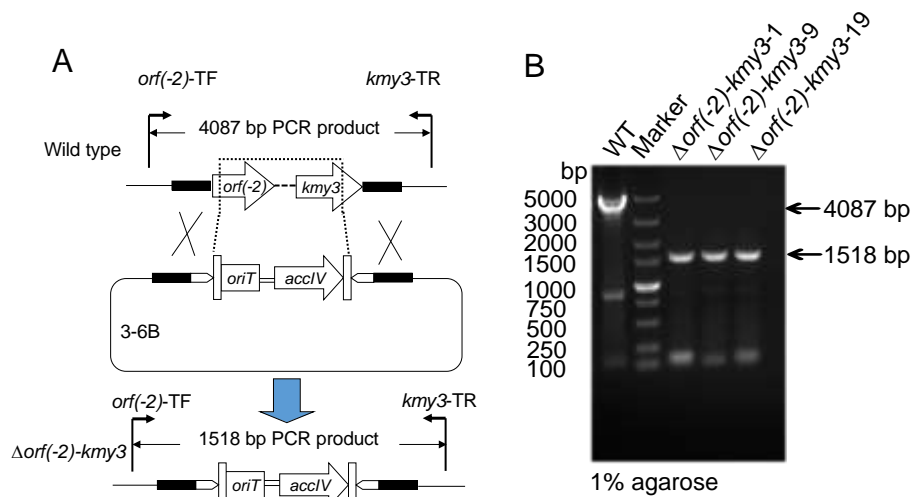 A
orf(-2)-TF
kmy3-TR
4087 bp PCR product
Wild type
orf(-2)
kmy3
oriT
accIV
3-6B
orf(-2)-TF
kmy3-TR
1518 bp PCR product
Δorf(-2)-kmy3
oriT
accIV
B
WT
Marker
Δorf(-2)-kmy3-1
Δorf(-2)-kmy3-9
Δorf(-2)-kmy3-19
bp
5000
3000
2000
1500
1000
750
500
250
100
4087 bp
1518 bp
1% agarose